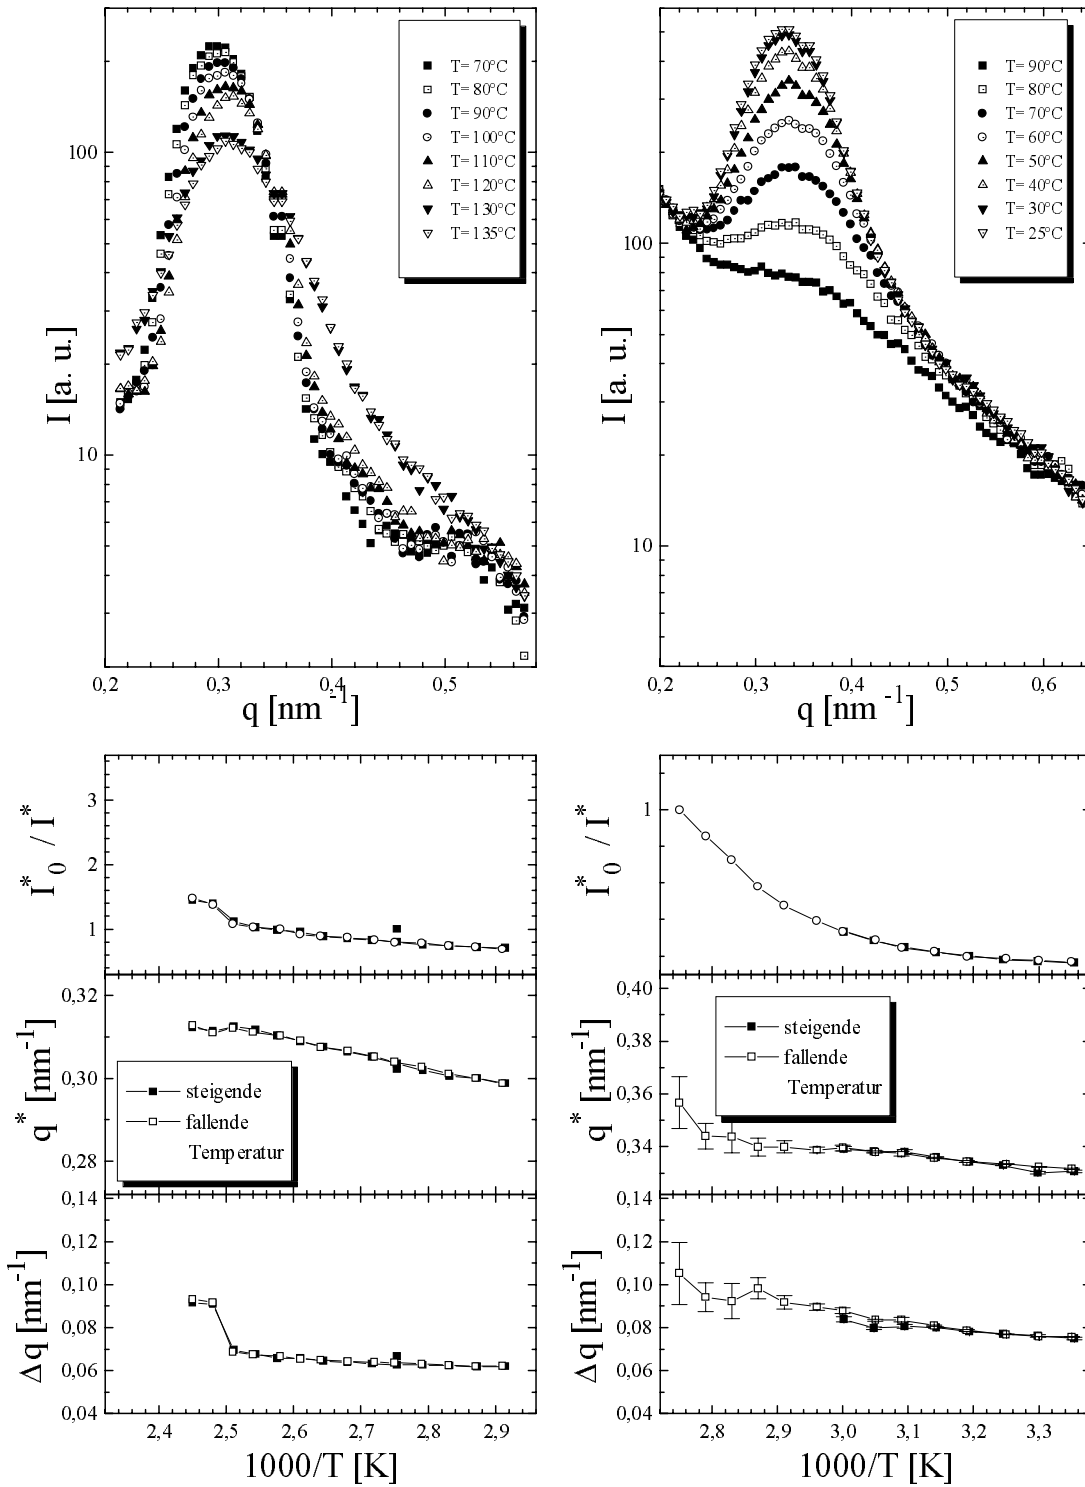 T= 70°C
T= 80°C
T= 90°C
T= 100°C
T= 110°C
T= 120°C
T= 130°C
T= 135°C
100
10
I [a. u.]
0,2 0,3 0,4 0,5
q [nm⁻¹]
T= 90°C
T= 80°C
T= 70°C
T= 60°C
T= 50°C
T= 40°C
T= 30°C
T= 25°C
100
10
I [a. u.]
0,2 0,3 0,4 0,5 0,6
q [nm⁻¹]
3
2
1
I*₀ / I*
0,32
0,30
0,28
q* [nm⁻¹]
steigende
fallende
Temperatur
0,14
0,12
0,10
0,08
0,06
0,04
Δq [nm⁻¹]
2,4 2,5 2,6 2,7 2,8 2,9
1000/T [K]
1
I*₀ / I*
0,40
0,38
0,36
0,34
q* [nm⁻¹]
steigende
fallende
Temperatur
0,14
0,12
0,10
0,08
0,06
0,04
Δq [nm⁻¹]
2,8 2,9 3,0 3,1 3,2 3,3
1000/T [K]